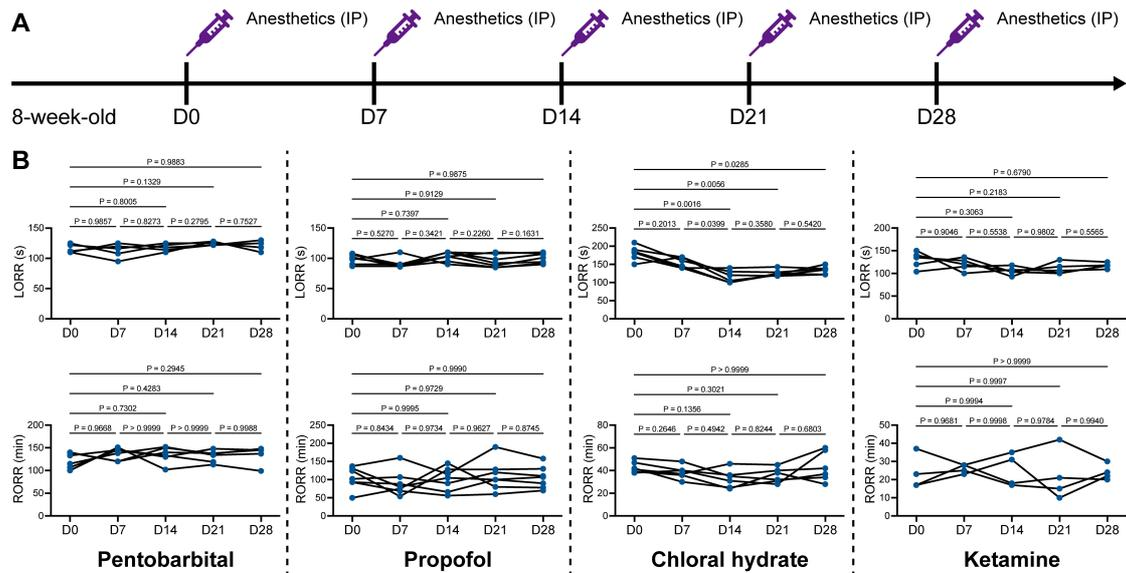 A
Anesthetics (IP) Anesthetics (IP) Anesthetics (IP) Anesthetics (IP) Anesthetics (IP)
8-week-old D0 D7 D14 D21 D28
B
P = 0.9883
P = 0.1329
P = 0.8005
P = 0.9857 P = 0.8273 P = 0.2795 P = 0.7527
LORR (s)
150
100
50
0
D0 D7 D14 D21 D28
P = 0.2945
P = 0.4283
P = 0.7302
P = 0.9668 P > 0.9999 P > 0.9999 P = 0.9988
RORR (min)
200
150
100
50
0
D0 D7 D14 D21 D28
Pentobarbital
P = 0.9875
P = 0.9129
P = 0.7397
P = 0.5270 P = 0.3421 P = 0.2260 P = 0.1631
LORR (s)
150
100
50
0
D0 D7 D14 D21 D28
P = 0.9990
P = 0.9729
P = 0.9995
P = 0.8434 P = 0.9734 P = 0.9627 P = 0.8745
RORR (min)
250
200
150
100
50
0
D0 D7 D14 D21 D28
Propofol
P = 0.0285
P = 0.0056
P = 0.0016
P = 0.2013 P = 0.0399 P = 0.3580 P = 0.5420
LORR (s)
250
200
150
100
50
0
D0 D7 D14 D21 D28
P > 0.9999
P = 0.3021
P = 0.1356
P = 0.2646 P = 0.4942 P = 0.8244 P = 0.6803
RORR (min)
80
60
40
20
0
D0 D7 D14 D21 D28
Chloral hydrate
P = 0.6790
P = 0.2183
P = 0.3063
P = 0.9046 P = 0.5538 P = 0.9802 P = 0.5565
LORR (s)
200
150
100
50
0
D0 D7 D14 D21 D28
P > 0.9999
P = 0.9997
P = 0.9994
P = 0.9681 P = 0.9998 P = 0.9784 P = 0.9940
RORR (min)
50
40
30
20
10
0
D0 D7 D14 D21 D28
Ketamine